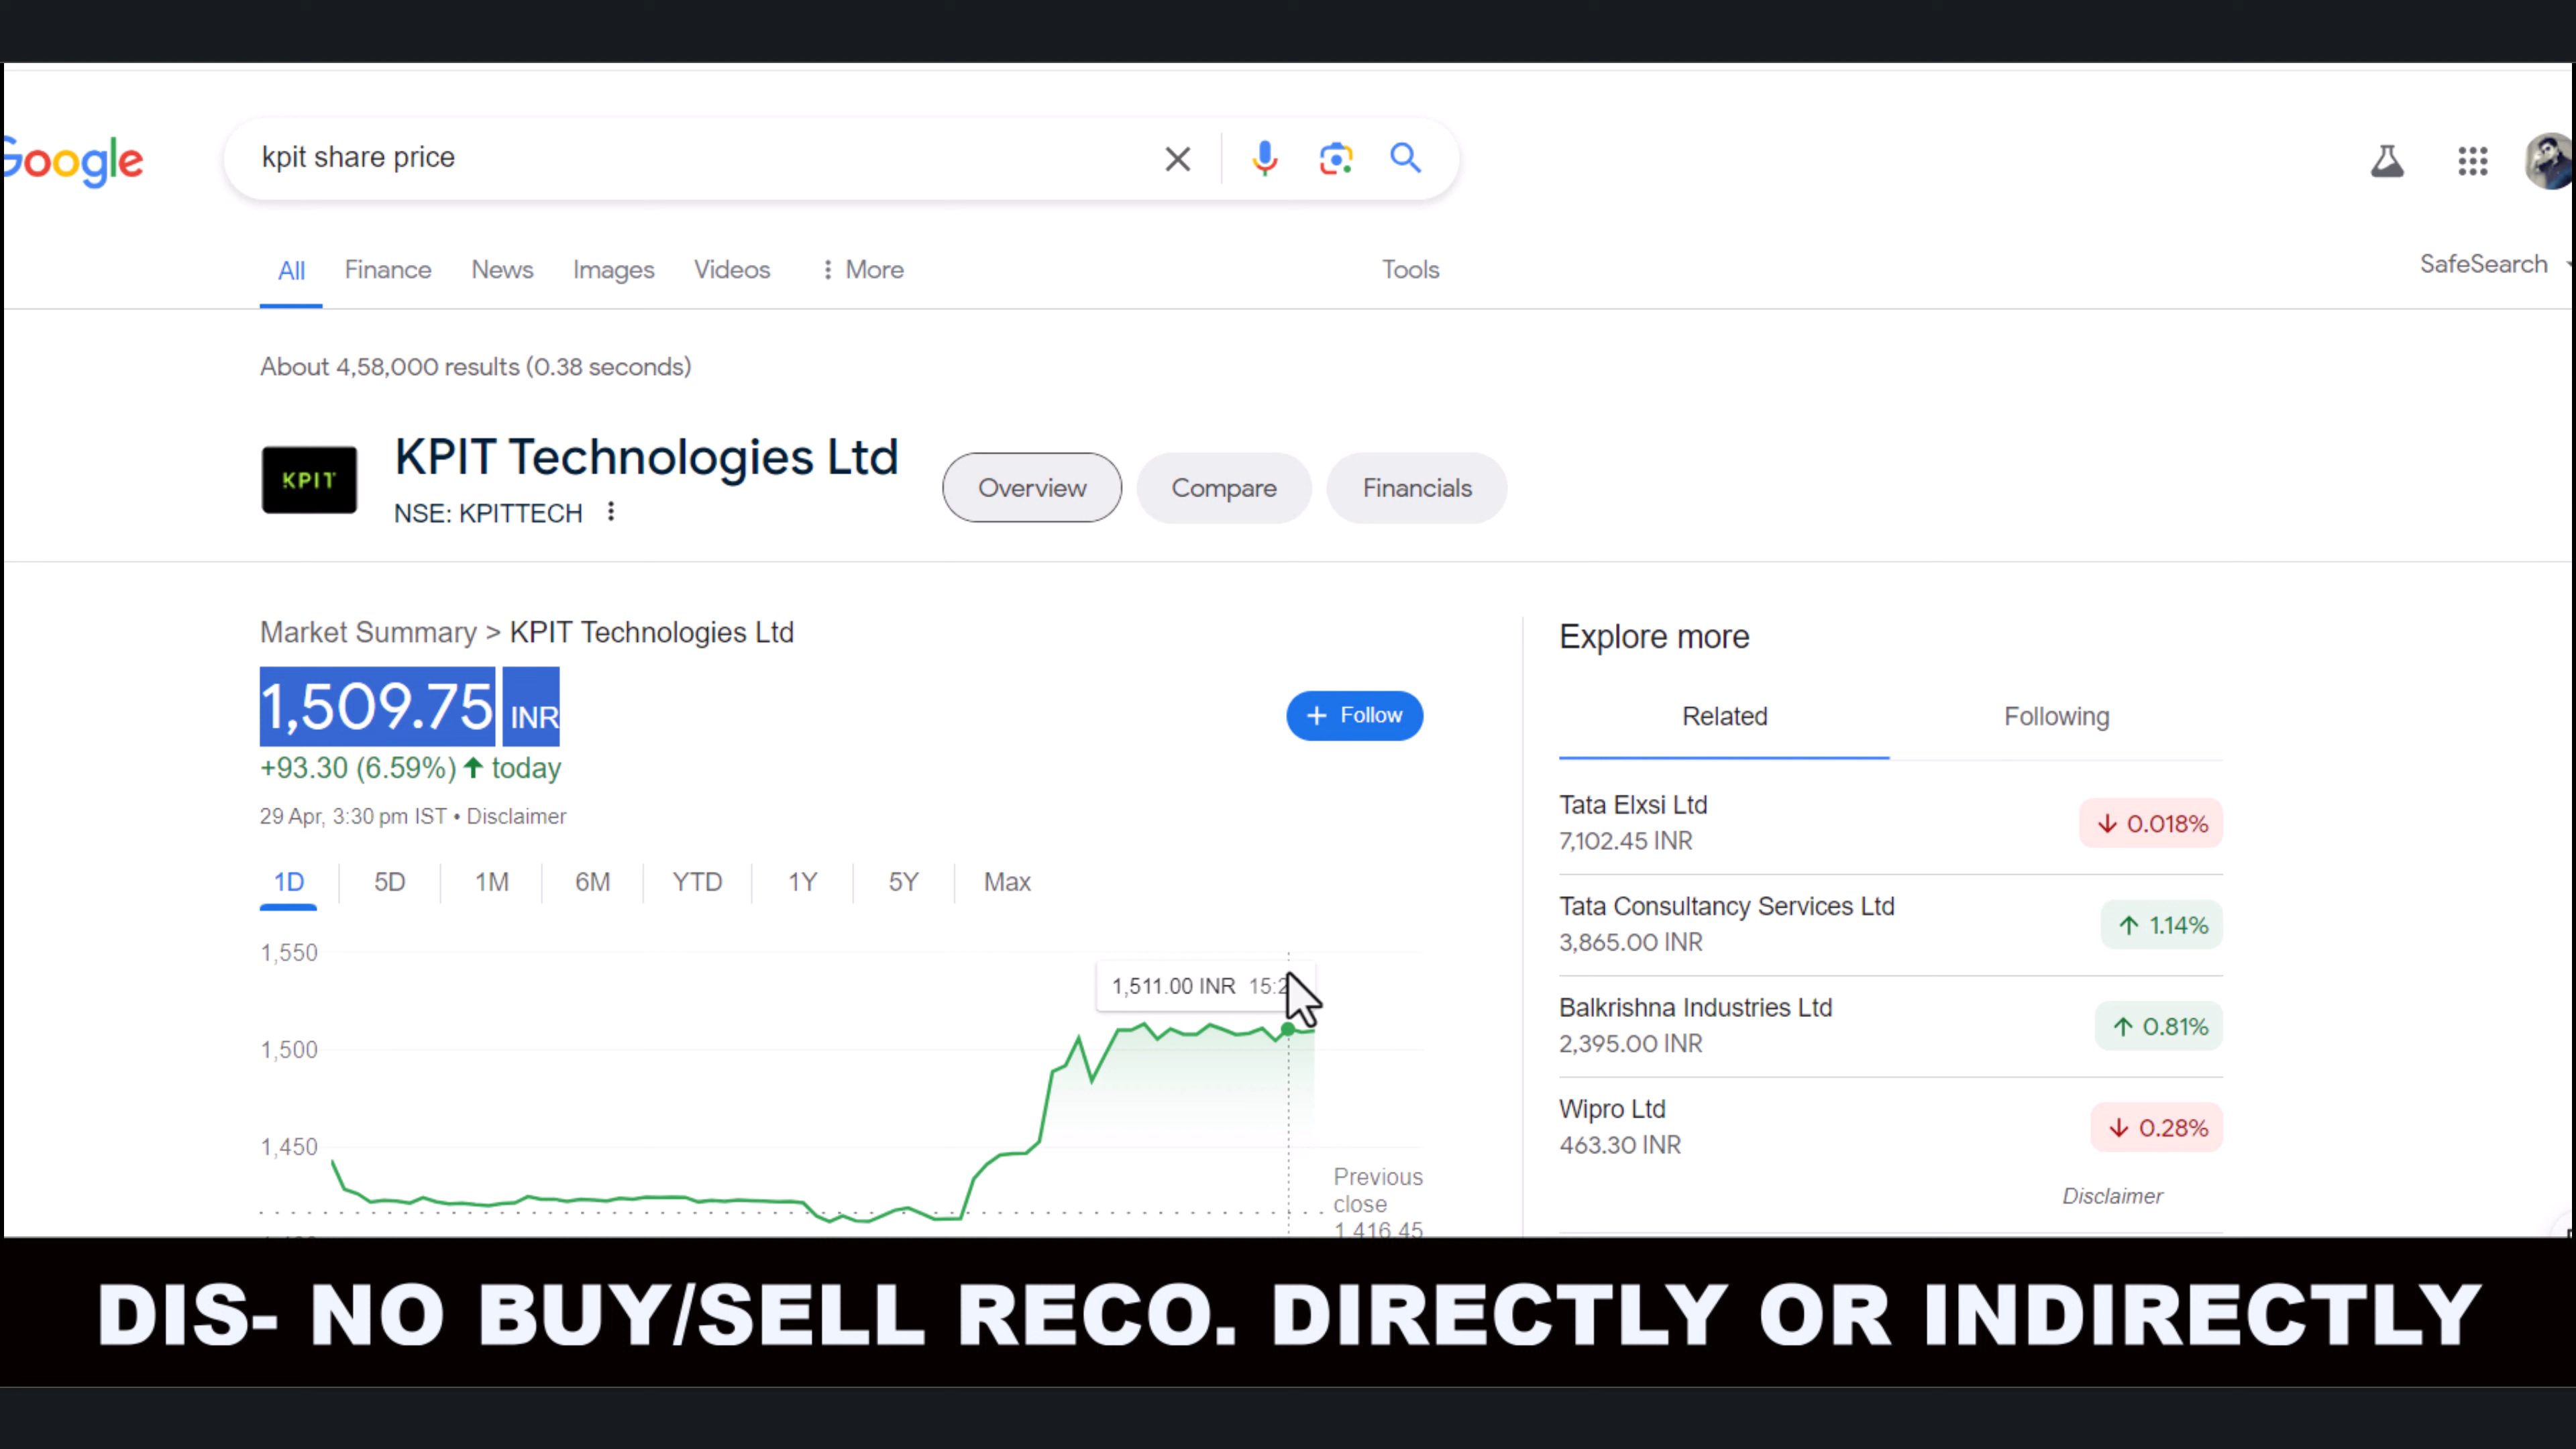 Google
kpit share price
All Finance News Images Videos More Tools
SafeSearch
About 4,58,000 results (0.38 seconds)
KPIT
KPIT Technologies Ltd
NSE: KPITTECH
Overview Compare Financials
Market Summary > KPIT Technologies Ltd
1,509.75 INR
+ Follow
+93.30 (6.59%) ↑ today
29 Apr, 3:30 pm IST • Disclaimer
1D 5D 1M 6M YTD 1Y 5Y Max
1,550
1,511.00 INR
1,500
1,450
Previous
close
1,416.45
Explore more
Related Following
Tata Elxsi Ltd
7,102.45 INR
↓ 0.018%
Tata Consultancy Services Ltd
3,865.00 INR
↑ 1.14%
Balkrishna Industries Ltd
2,395.00 INR
↑ 0.81%
Wipro Ltd
463.30 INR
↓ 0.28%
Disclaimer
DIS- NO BUY/SELL RECO. DIRECTLY OR INDIRECTLY